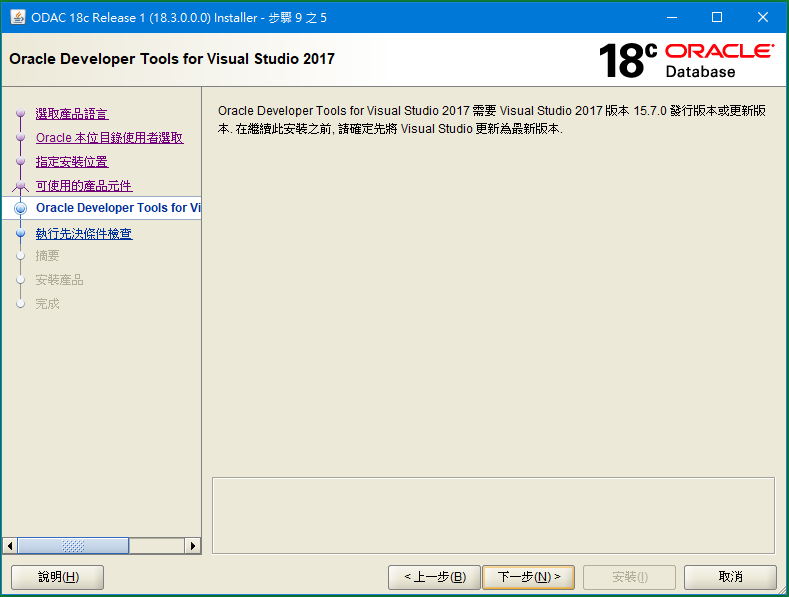 ODAC 18c Release 1 (18.3.0.0.0) Installer - 步驟 9 之 5
Oracle Developer Tools for Visual Studio 2017
18c ORACLE
Database
選取產品語言
Oracle 本位目錄使用者選取
指定安裝位置
可使用的產品元件
Oracle Developer Tools for Vi
執行先決條件檢查
摘要
安裝產品
完成
Oracle Developer Tools for Visual Studio 2017 需要 Visual Studio 2017 版本 15.7.0 發行版本或更新版
本. 在繼續此安裝之前, 請確定先將 Visual Studio 更新為最新版本.
說明(H)
< 上一步(B)
下一步(N) >
安裝(I)
取消